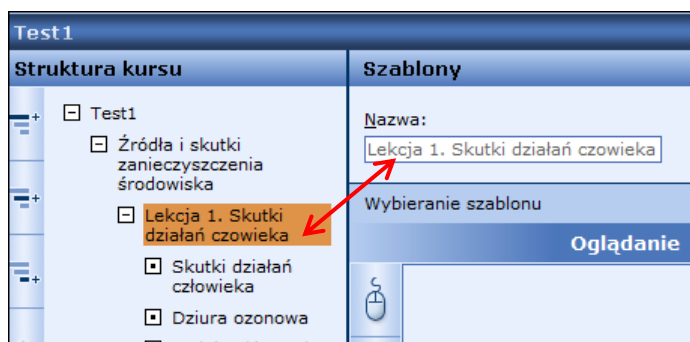 Test1
Struktura kursu
Test1
Źródła i skutki
zanieczyszczenia
środowiska
Lekcja 1. Skutki
działań czowieka
Skutki działań
człowieka
Dziura ozonowa
Szablony
Nazwa:
Lekcja 1. Skutki działań czowieka
Wybieranie szablonu
Oglądanie